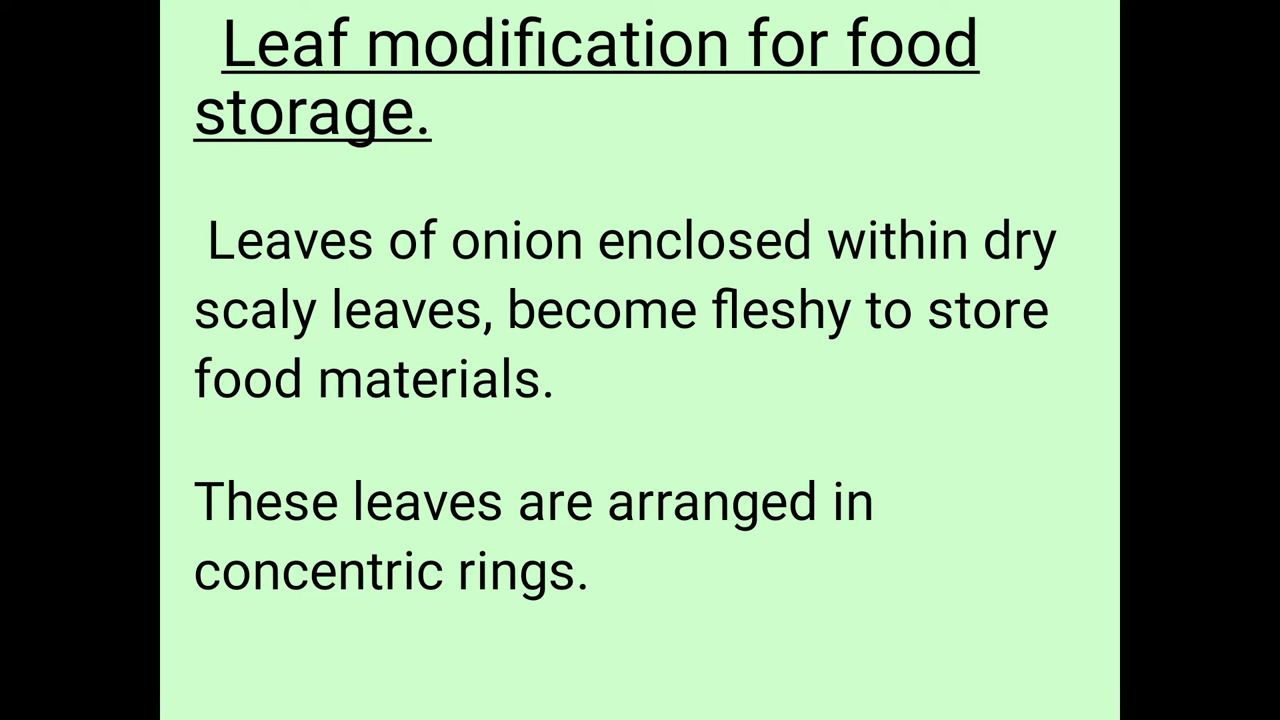 Leaf modification for food
storage.
Leaves of onion enclosed within dry
scaly leaves, become fleshy to store
food materials.
These leaves are arranged in
concentric rings.